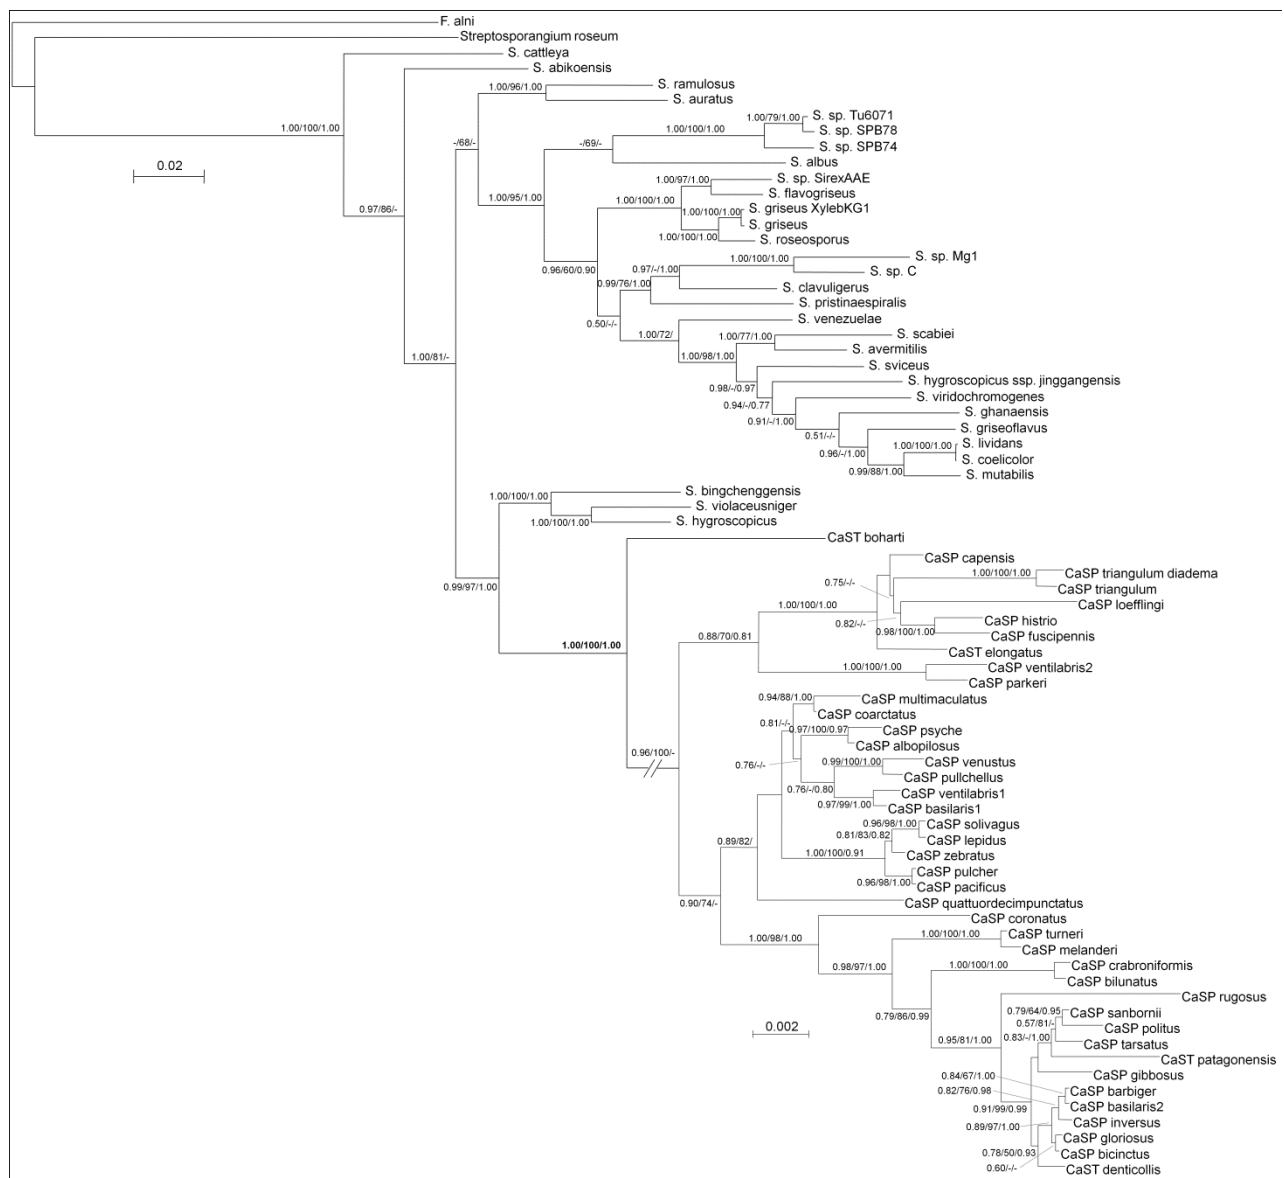 F. alni
Streptosporangium roseum
S. cattleya
S. abikoensis
S. ramulosus
1.00/96/1.00
S. auratus
S. sp. Tu6071
1.00/79/1.00
S. sp. SPB78
1.00/100/1.00
1.00/100/1.00
-/68/-
-/69/-
S. sp. SPB74
S. albus
0.02
S. sp. SirexAAE
1.00/97/1.00
S. flavogriseus
1.00/95/1.00
1.00/100/1.00
S. griseus XylebKG1
1.00/100/1.00
0.97/86/-
S. griseus
1.00/100/1.00
S. roseosporus
S. sp. Mg1
1.00/100/1.00
0.96/60/0.90
0.97/-/1.00
S. sp. C
0.99/76/1.00
S. clavuligerus
S. pristinaespiralis
S. venezuelae
0.50/-/-
S. scabiei
1.00/72/
1.00/77/1.00
S. avermitilis
1.00/81/-
1.00/98/1.00
S. sviceus
0.98/-/0.97
S. hygroscopicus ssp. jinggangensis
S. viridochromogenes
0.94/-/0.77
S. ghanaensis
0.91/-/1.00
S. griseoflavus
0.51/-/-
S. lividans
1.00/100/1.00
0.96/-/1.00
S. coelicolor
0.99/88/1.00
S. mutabilis
S. bingchenggensis
1.00/100/1.00
S. violaceusniger
1.00/100/1.00
S. hygroscopicus
CaST boharti
CaSP capensis
CaSP triangulum diadema
1.00/100/1.00
0.75/-/-
0.99/97/1.00
CaSP triangulum
CaSP loefflingi
1.00/100/1.00
CaSP histrio
0.82/-/-
0.98/100/1.00
CaSP fuscipennis
0.88/70/0.81
1.00/100/1.00
CaST elongatus
CaSP ventilabris2
1.00/100/1.00
CaSP parkeri
0.94/88/1.00
CaSP multimaculatus
CaSP coarctatus
0.81/-/-
0.97/100/0.97
CaSP psyche
CaSP albopilosus
0.96/100/-
CaSP venustus
0.99/100/1.00
0.76/-/-
CaSP pullchellus
0.76/-/0.80
CaSP ventilabris1
0.97/99/1.00
CaSP basilaris1
0.96/98/1.00
CaSP solivagus
0.81/83/0.82
CaSP lepidus
0.89/82/
1.00/100/0.91
CaSP zebratus
CaSP pulcher
0.96/98/1.00
CaSP pacificus
0.90/74/-
CaSP quattuordecimpunctatus
CaSP coronatus
1.00/98/1.00
1.00/100/1.00
CaSP turneri
CaSP melanderi
0.98/97/1.00
1.00/100/1.00
CaSP crabroniformis
CaSP bilunatus
CaSP rugosus
0.79/86/0.99
0.79/64/0.95
CaSP sanbornii
0.002
0.57/81/-
CaSP politus
0.83/-/1.00
0.95/81/1.00
CaSP tarsatus
CaST patagonensis
CaSP gibbosus
0.84/67/1.00
CaSP barbiger
0.82/76/0.98
CaSP basilaris2
0.91/99/0.99
CaSP inversus
0.89/97/1.00
CaSP gloriosus
0.78/50/0.93
CaSP bicinctus
0.60/-/-
CaST denticollis